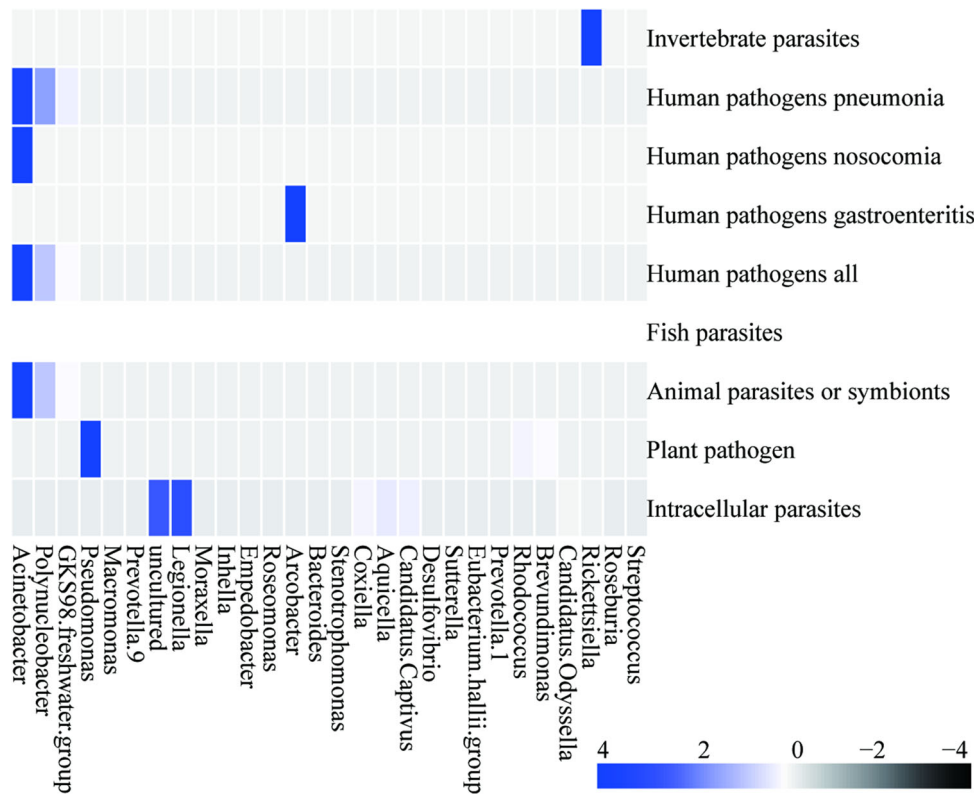 Invertebrate parasites
Human pathogens pneumonia
Human pathogens nosocomia
Human pathogens gastroenteritis
Human pathogens all
Fish parasites
Animal parasites or symbionts
Plant pathogen
Intracellular parasites
Acinetobacter
Polynucleobacter
GKS98.freshwater.group
Pseudomonas
Macromonas
Prevotella.9
uncultured
Legionella
Moraxella
Inhella
Empedobacter
Roseomonas
Arcobacter
Bacteroides
Stenotrophomonas
Coxiella
Aquicella
Candidatus.Captivus
Desulfovibrio
Sutterella
Eubacterium.hallii.group
Prevotella.1
Rhodococcus
Brevundimonas
Candidatus.Odyssella
Rickettsiella
Roseburia
Streptococcus
4 2 0 −2 −4